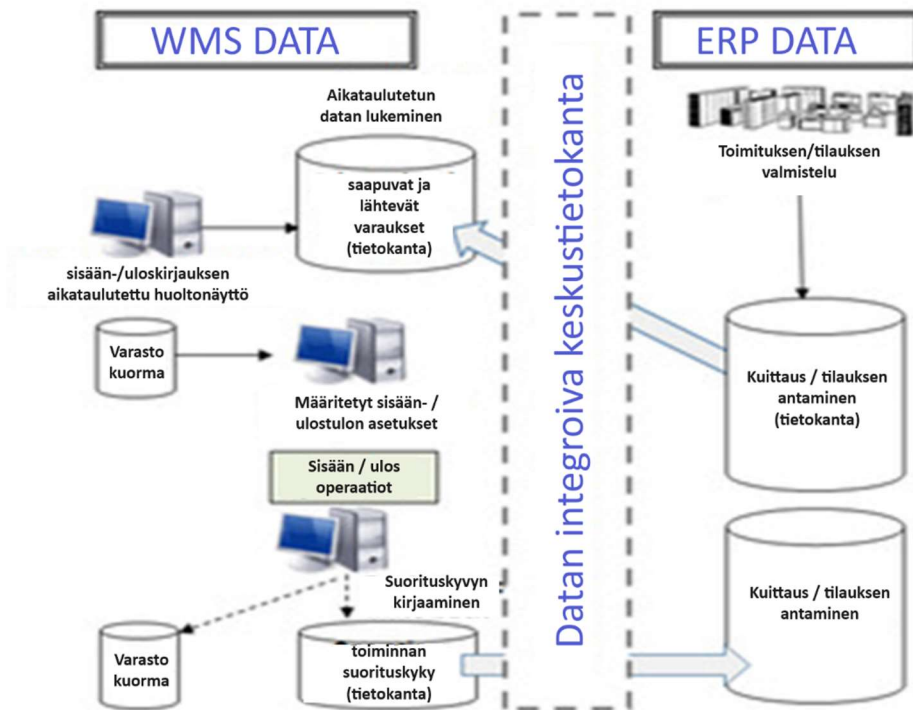 WMS DATA
ERP DATA
Aikataulutetun
datan lukeminen
saapuvat ja
lähtevät
varaukset
(tietokanta)
sisään-/uloskirjauksen
aikataulutettu huoltonäyttö
Varasto
kuorma
Määritetyt sisään- /
ulostulon asetukset
Sisään / ulos
operaatiot
Suorituskyvyn
kirjaaminen
Varasto
kuorma
toiminnan
suorituskyky
(tietokanta)
Datan integroiva keskustietokanta
Toimituksen/tilauksen
valmistelu
Kuittaus / tilauksen
antaminen
(tietokanta)
Kuittaus / tilauksen
antaminen